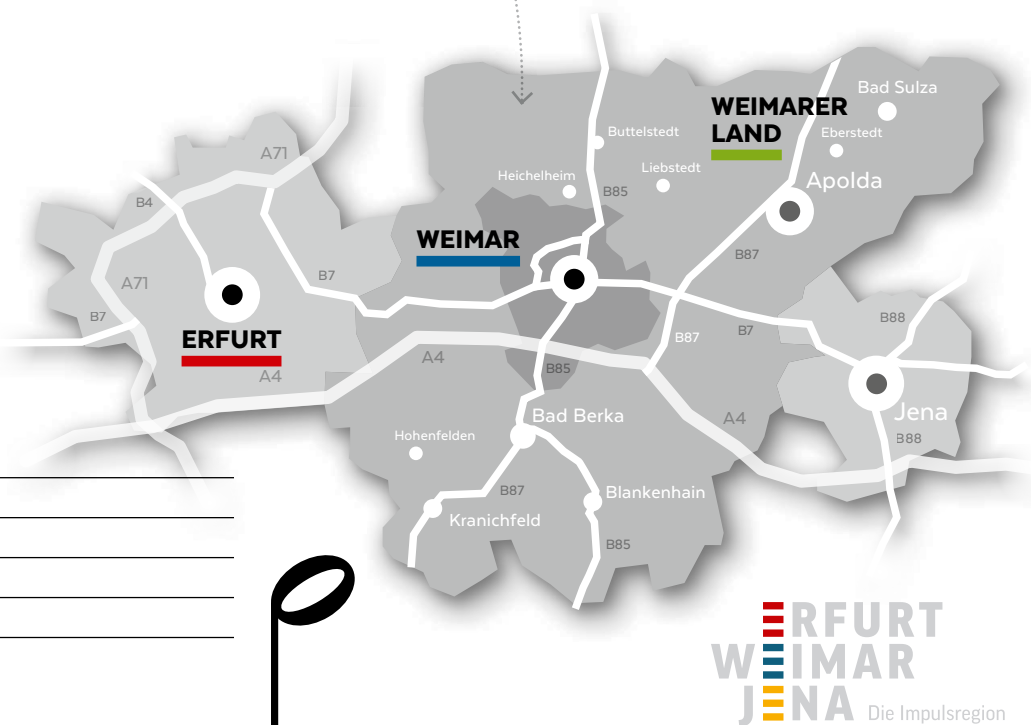 WEIMARER
LAND
Bad Sulza
Buttelstedt
Eberstedt
A71
Liebstedt
Heichelheim
Apolda
B85
B4
WEIMAR
B87
B7
A71
B7
B88
ERFURT
B87
B7
A4
A4
B85
Jena
Bad Berka
A4
Hohenfelden
B88
B87
Blankenhain
Kranichfeld
B85
ERFURT
WEIMAR
JENA Die Impulsregion